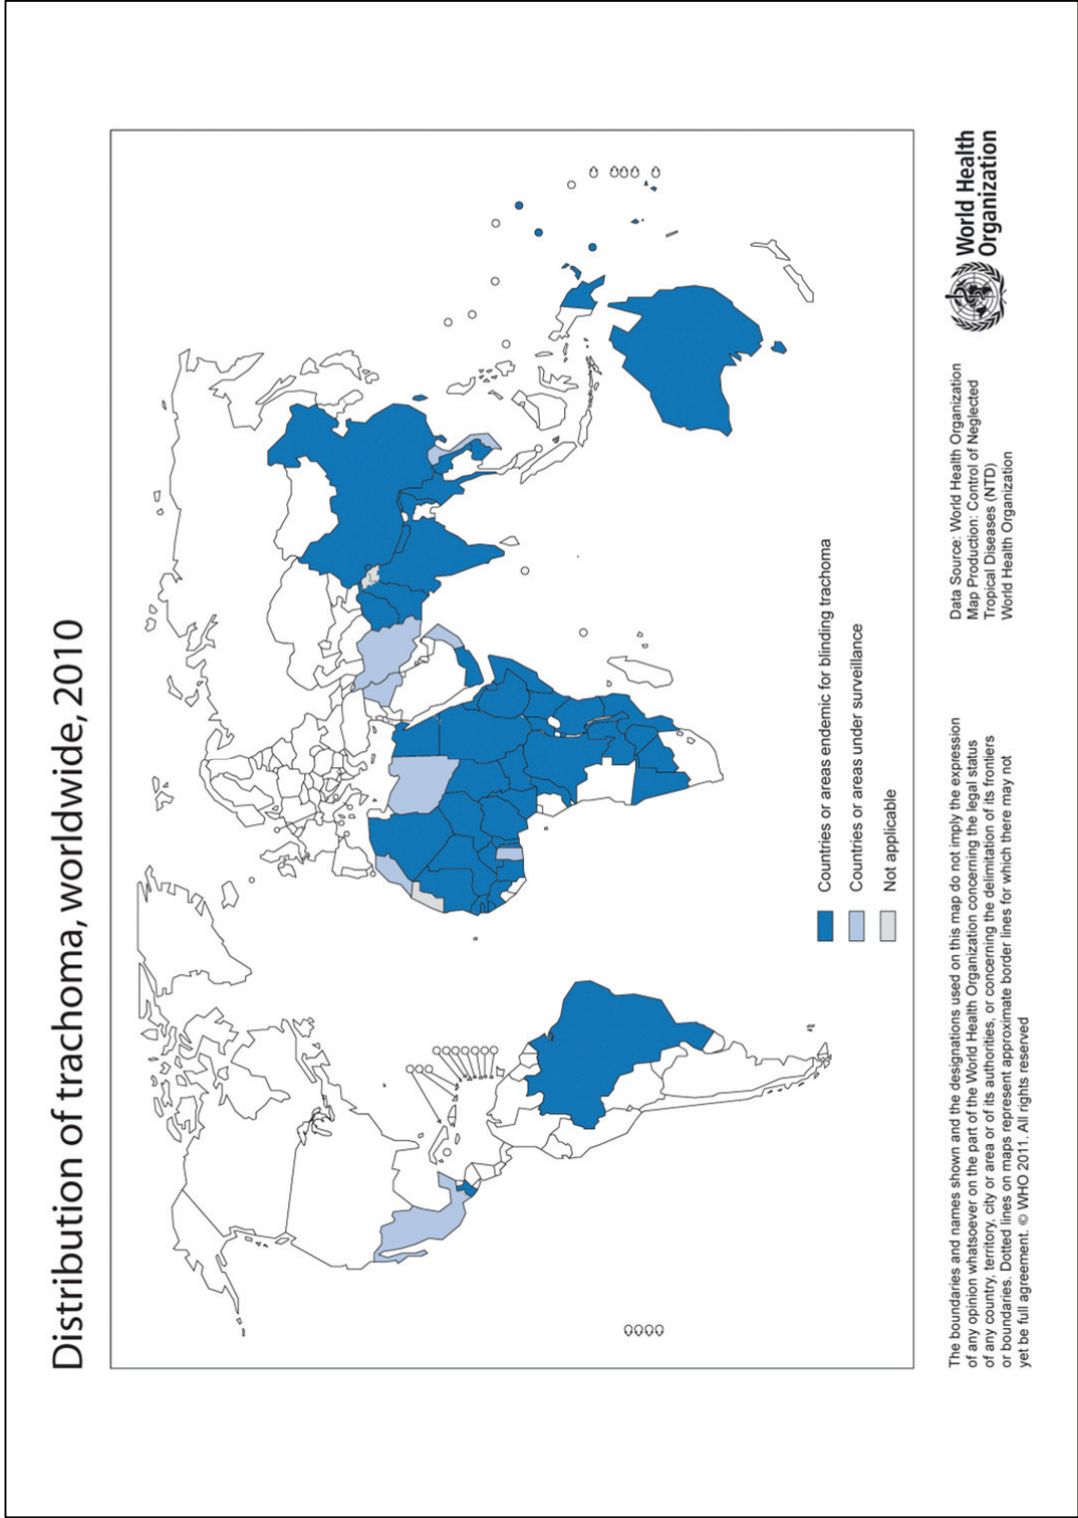 Distribution of trachoma, worldwide, 2010
Countries or areas endemic for blinding trachoma
Countries or areas under surveillance
Not applicable
The boundaries and names shown and the designations used on this map do not imply the expression
of any opinion whatsoever on the part of the World Health Organization concerning the legal status
of any country, territory, city or area or of its authorities, or concerning the delimitation of its frontiers
or boundaries. Dotted lines on maps represent approximate border lines for which there may not
yet be full agreement. © WHO 2011. All rights reserved
Data Source: World Health Organization
Map Production: Control of Neglected
Tropical Diseases (NTD)
World Health Organization
World Health
Organization